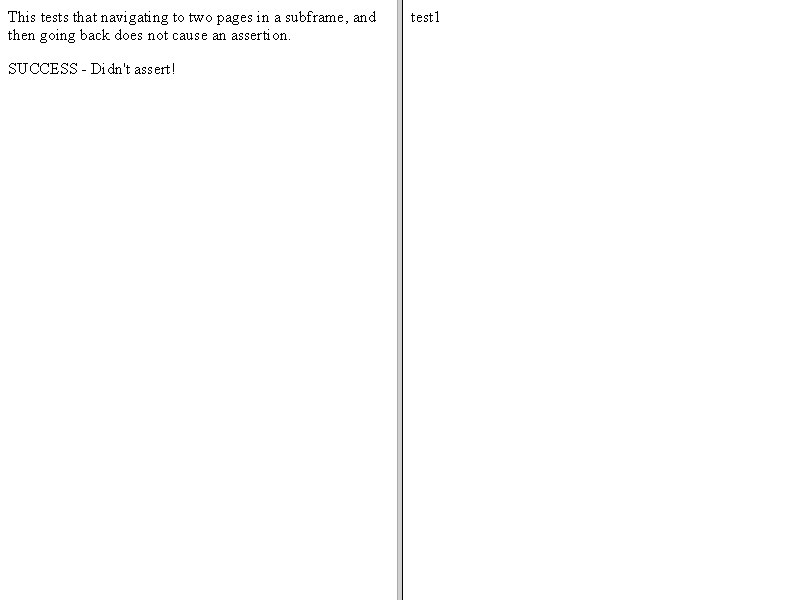 This tests that navigating to two pages in a subframe, and
then going back does not cause an assertion.
SUCCESS - Didn't assert!
test1